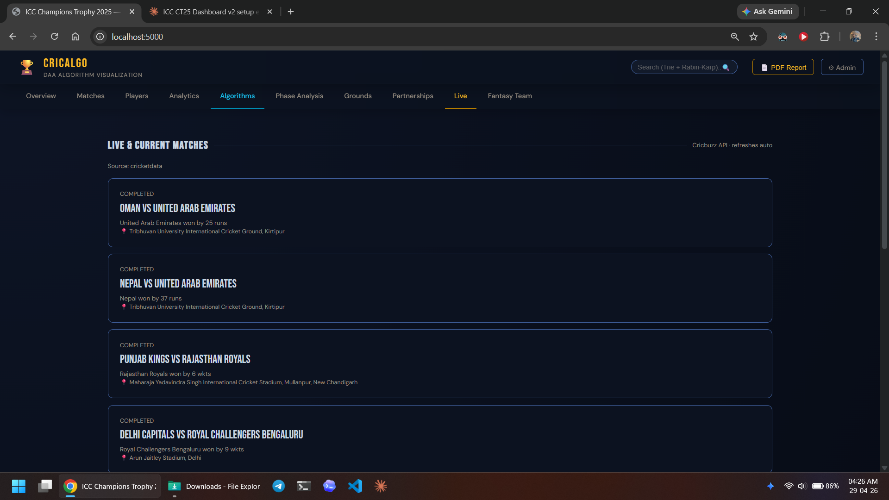 ICC Champions Trophy 2025 —
ICC CT25 Dashboard v2 setup
Ask Gemini
localhost:5000
CRICALGO
DAA ALGORITHM VISUALIZATION
Search (Trie + Rabin-Karp)
PDF Report
Admin
Overview
Matches
Players
Analytics
Algorithms
Phase Analysis
Grounds
Partnerships
Live
Fantasy Team
LIVE & CURRENT MATCHES
Cricbuzz API · refreshes auto
Source: cricketdata
COMPLETED
OMAN VS UNITED ARAB EMIRATES
United Arab Emirates won by 25 runs
Tribhuvan University International Cricket Ground, Kirtipur
COMPLETED
NEPAL VS UNITED ARAB EMIRATES
Nepal won by 37 runs
Tribhuvan University International Cricket Ground, Kirtipur
COMPLETED
PUNJAB KINGS VS RAJASTHAN ROYALS
Rajasthan Royals won by 6 wkts
Maharaja Yadavindra Singh International Cricket Stadium, Mullanpur, New Chandigarh
COMPLETED
DELHI CAPITALS VS ROYAL CHALLENGERS BENGALURU
Royal Challengers Bengaluru won by 9 wkts
Arun Jaitley Stadium, Delhi
ICC Champions Trophy
Downloads - File Explor
86%
04:26 AM
29-04-26